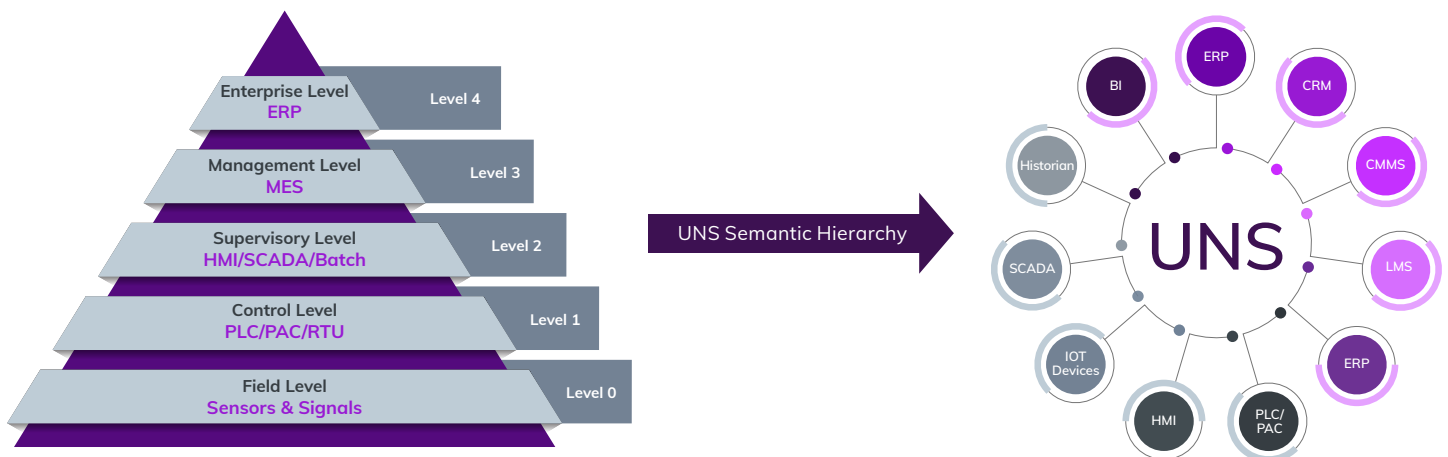 Enterprise Level
ERP
Level 4
Management Level
MES
Level 3
Supervisory Level
HMI/SCADA/Batch
Level 2
Control Level
PLC/PAC/RTU
Level 1
Field Level
Sensors & Signals
Level 0
UNS Semantic Hierarchy
UNS
ERP
CRM
CMMS
LMS
ERP
PLC/
PAC
HMI
IOT
Devices
SCADA
Historian
BI